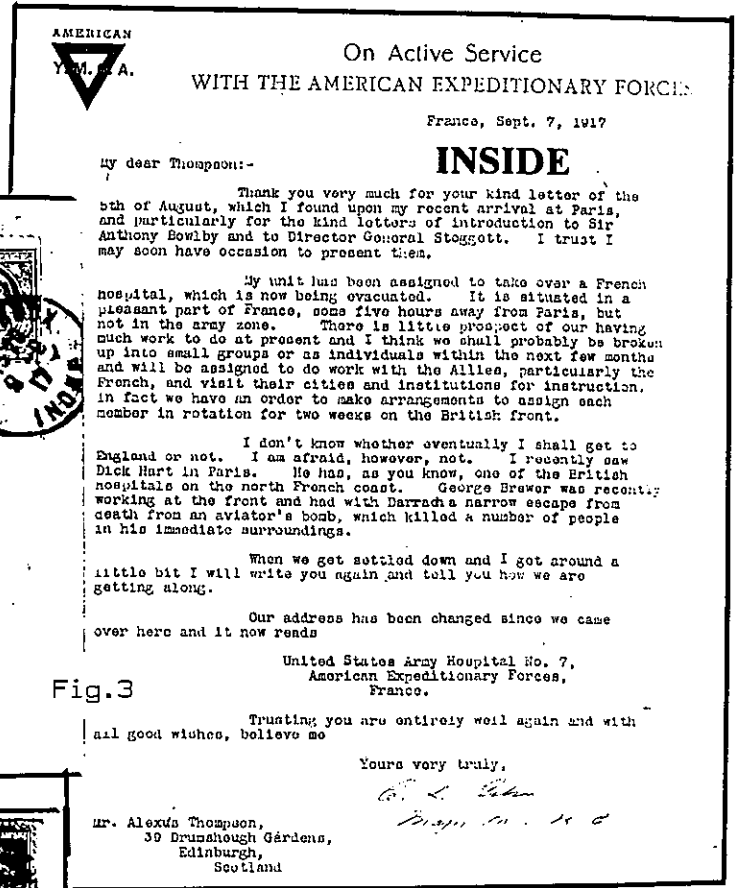 AMERICAN
Y.M.C.A.
On Active Service
WITH THE AMERICAN EXPEDITIONARY FORCES
France, Sept. 7, 1917
My dear Thompson:-
INSIDE
Thank you very much for your kind letter of the
5th of August, which I found upon my recent arrival at Paris,
and particularly for the kind letters of introduction to Sir
Anthony Bowlby and to Director General Stoggott. I trust I
may soon have occasion to present them.
My unit has been assigned to take over a French
hospital, which is now being evacuated. It is situated in a
pleasant part of France, some five hours away from Paris, but
not in the army zone. There is little prospect of our having
much work to do at present and I think we shall probably be broken
up into small groups or as individuals within the next few months
and will be assigned to do work with the Allies, particularly the
French, and visit their cities and institutions for instruction.
In fact we have an order to make arrangements to assign each
member in rotation for two weeks on the British front.
I don't know whether eventually I shall get to
England or not. I am afraid, however, not. I recently saw
Dick Hart in Paris. He has, as you know, one of the British
hospitals on the north French coast. George Brewer was recently
working at the front and had with Darrach a narrow escape from
death from an aviator's bomb, which killed a number of people
in his immediate surroundings.
When we get settled down and I get around a
little bit I will write you again and tell you how we are
getting along.
Our address has been changed since we came
over here and it now reads
United States Army Hospital No. 7,
American Expeditionary Forces,
France.
Fig.3
Trusting you are entirely well again and with
all good wishes, believe me
Yours very truly,
Mr. Alexis Thompson,
39 Drumsheugh Gardens,
Edinburgh,
Scotland